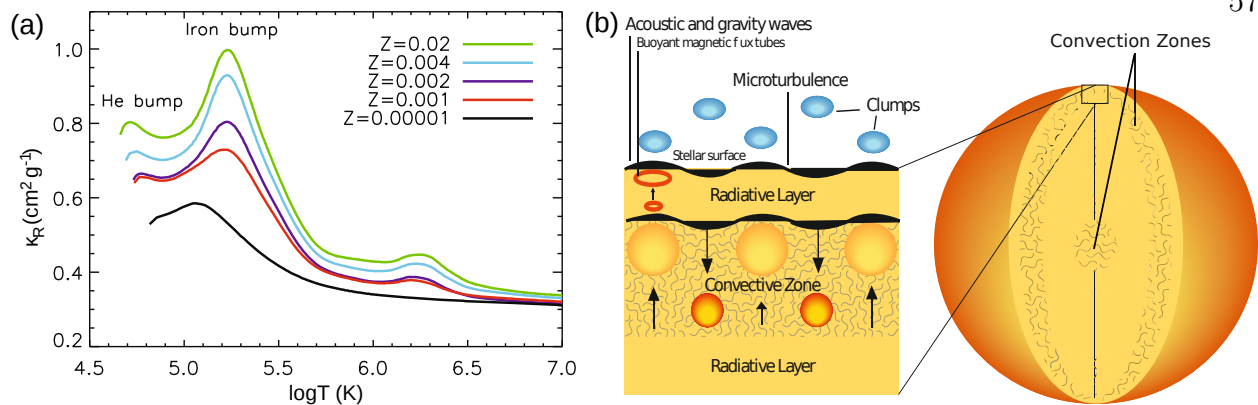 57
(a)
Iron bump
He bump
Z=0.02
Z=0.004
Z=0.002
Z=0.001
Z=0.00001
1.0
0.8
0.6
0.4
0.2
κR(cm² g⁻¹)
4.5 5.0 5.5 6.0 6.5 7.0
logT (K)
(b)
Acoustic and gravity waves
Buoyant magnetic f ux tubes
Microturbulence
Clumps
Stellar surface
Radiative Layer
Convective Zone
Radiative Layer
Convection Zones